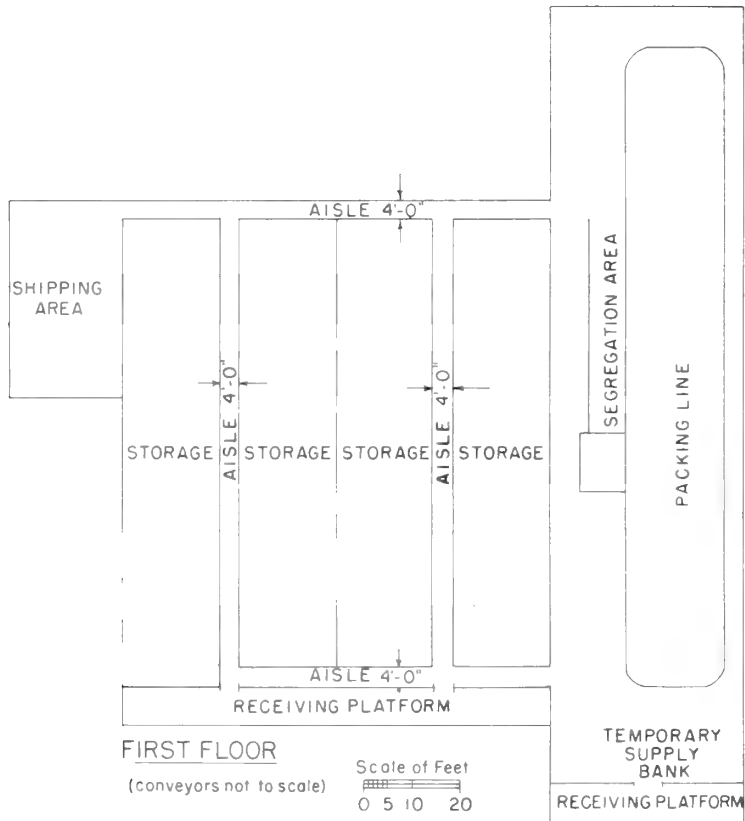 AISLE 4'-0"
SHIPPING
AREA
AISLE 4'-0"
AISLE 4'-0"
SEGREGATION AREA
PACKING LINE
STORAGE
STORAGE
STORAGE
STORAGE
AISLE 4'-0"
RECEIVING PLATFORM
FIRST FLOOR
(conveyors not to scale)
Scale of Feet
0 5 10 20
TEMPORARY
SUPPLY
BANK
RECEIVING PLATFORM